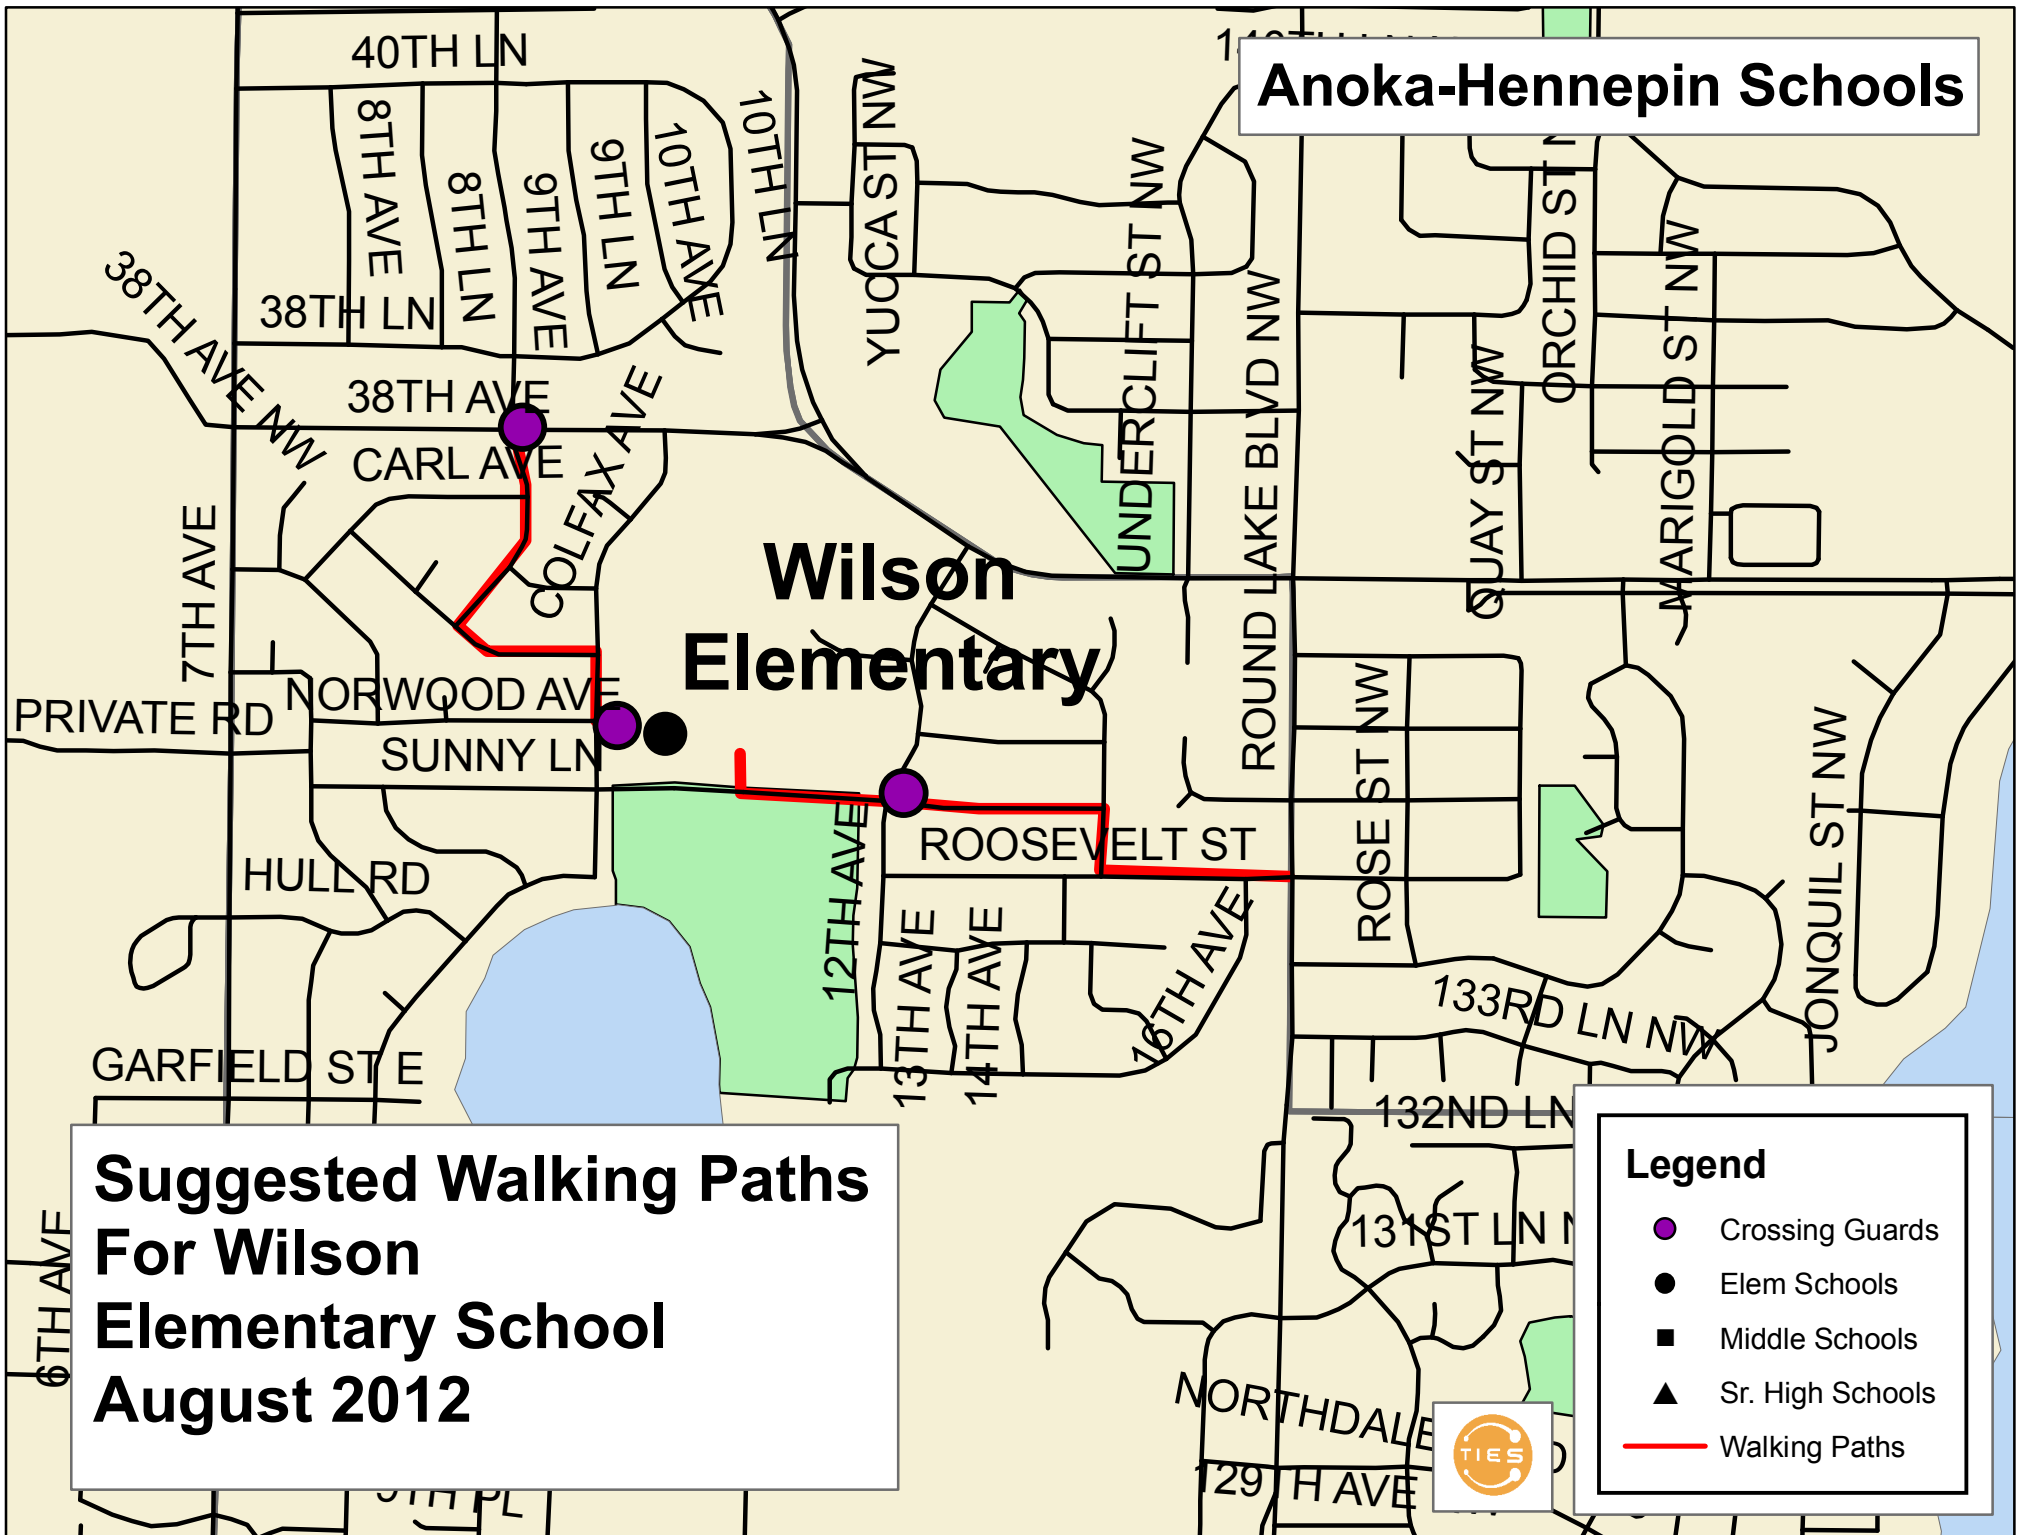 40TH LN
Anoka-Hennepin Schools
8TH AVE
8TH LN
9TH AVE
9TH LN
10TH AVE
10TH LN
YUCCA ST NW
UNDERCLIFT ST NW
ORCHID ST N
MARIGOLD ST NW
38TH AVE NW
38TH LN
38TH AVE
CARL AVE
COLFAX AVE
7TH AVE
ROUND LAKE BLVD NW
QUAY ST NW
Wilson
Elementary
NORWOOD AVE
PRIVATE RD
SUNNY LN
ROSE ST NW
JONQUIL ST NW
ROOSEVELT ST
HULL RD
12TH AVE
13TH AVE
14TH AVE
16TH AVE
133RD LN NW
GARFIELD ST E
132ND LN
131ST LN N
6TH AVE
Suggested Walking Paths
For Wilson
Elementary School
August 2012
NORTHDALE
129 H AVE
9TH PL
TIES
Legend
Crossing Guards
Elem Schools
Middle Schools
Sr. High Schools
Walking Paths